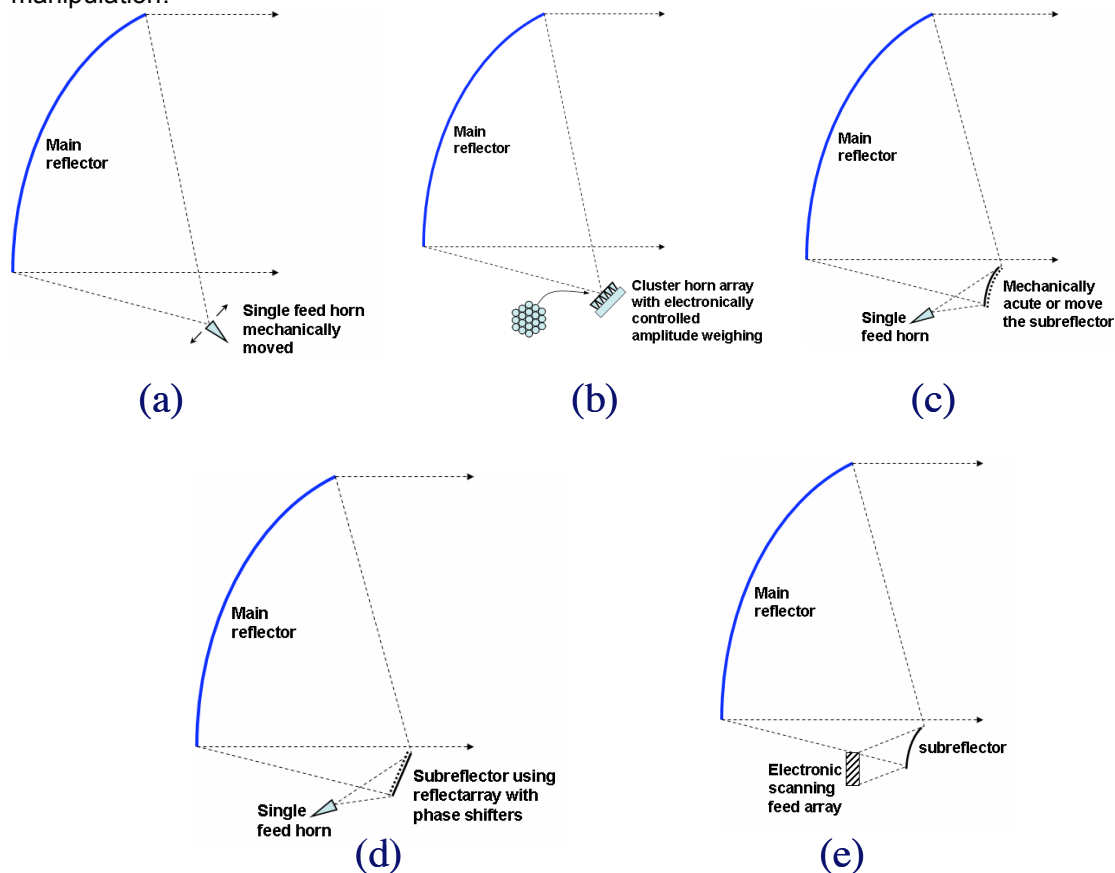 manipulation.
Main
reflector
Single feed horn
mechanically
moved
(a)
Main
reflector
Cluster horn array
with electronically
controlled
amplitude weighing
(b)
Main
reflector
Single
feed horn
Mechanically
acute or move
the subreflector
(c)
Main
reflector
Single
feed horn
Subreflector using
reflectarray with
phase shifters
(d)
Main
reflector
Electronic
scanning
feed array
subreflector
(e)